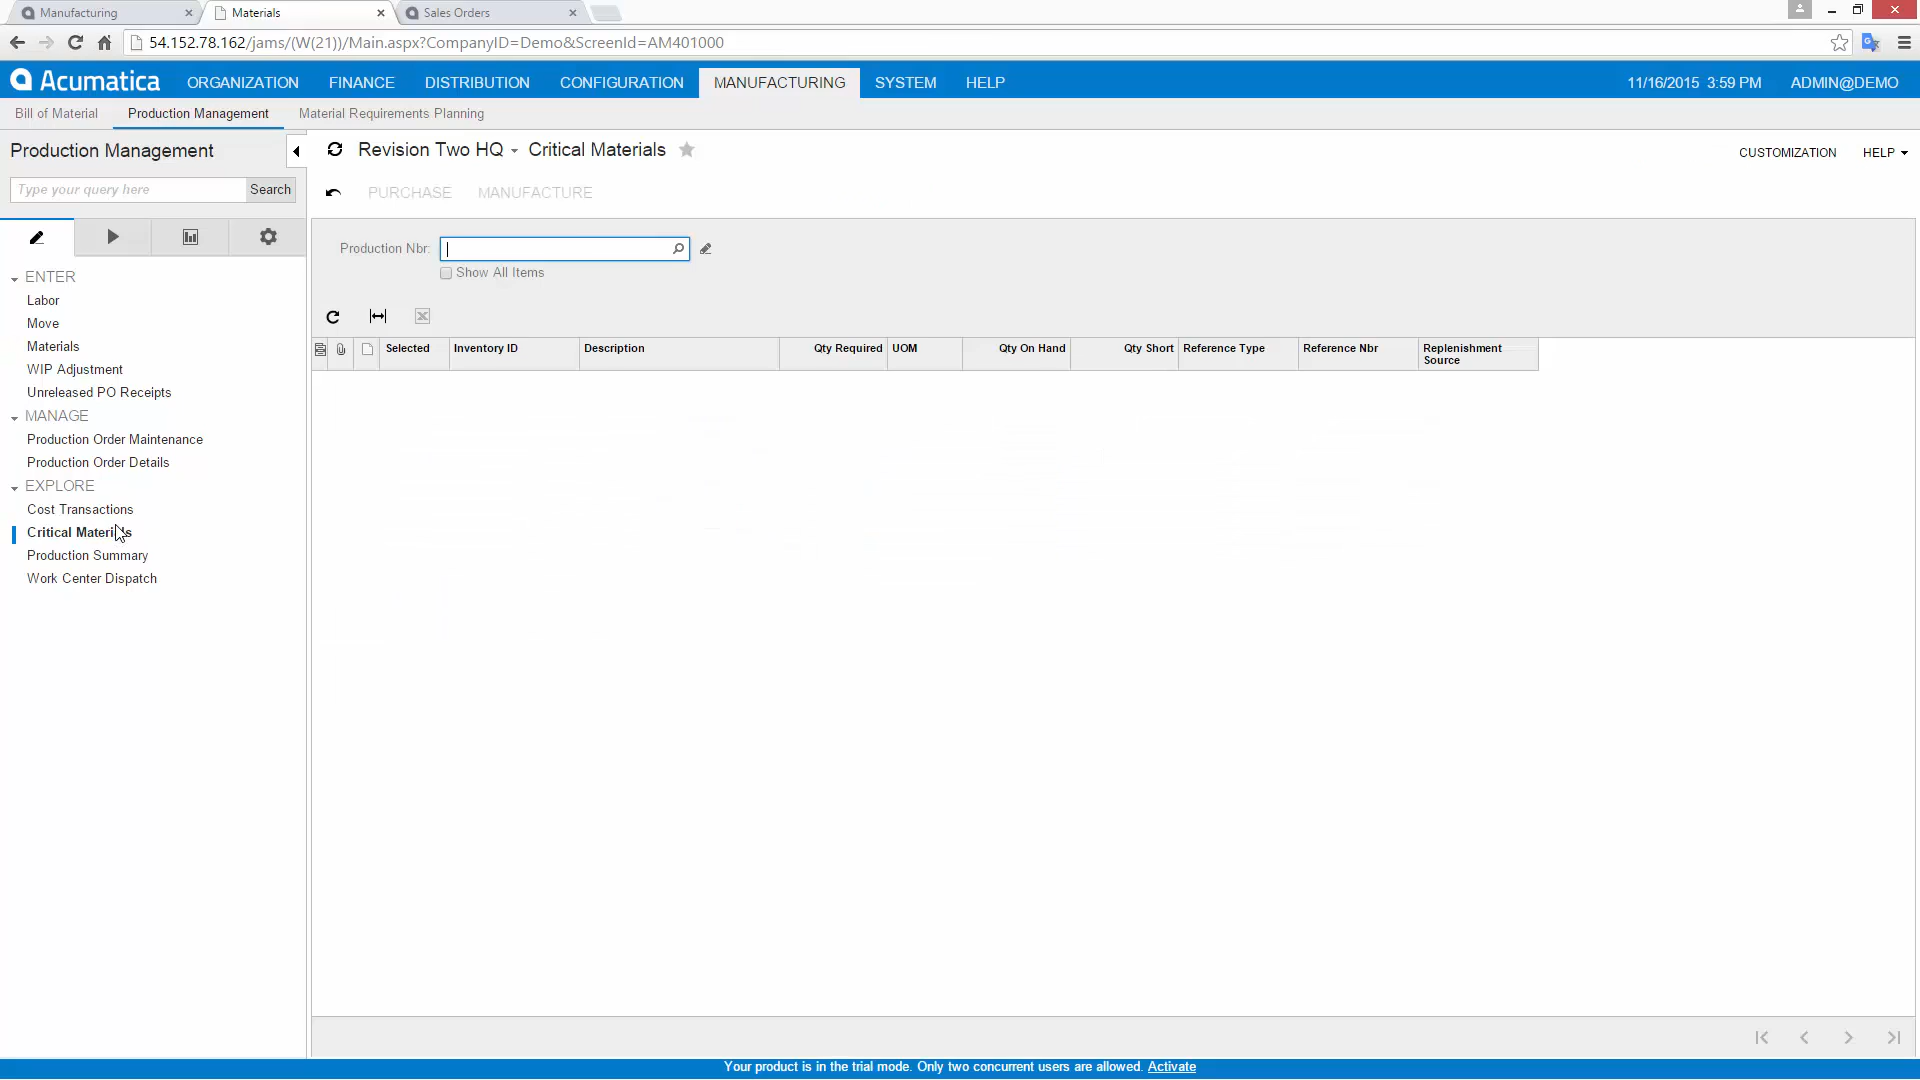 Manufacturing
Materials
Sales Orders
54.152.78.162/jams/(W(21))/Main.aspx?CompanyID=Demo&ScreenId=AM401000
Acumatica
ORGANIZATION
FINANCE
DISTRIBUTION
CONFIGURATION
MANUFACTURING
SYSTEM
HELP
11/16/2015 3:59 PM
ADMIN@DEMO
Bill of Material
Production Management
Material Requirements Planning
Production Management
Revision Two HQ
Critical Materials
CUSTOMIZATION
HELP
Type your query here
Search
PURCHASE
MANUFACTURE
Production Nbr:
Show All Items
ENTER
Labor
Move
Materials
WIP Adjustment
Unreleased PO Receipts
MANAGE
Production Order Maintenance
Production Order Details
EXPLORE
Cost Transactions
Critical Materials
Production Summary
Work Center Dispatch
Selected
Inventory ID
Description
Qty Required
UOM
Qty On Hand
Qty Short
Reference Type
Reference Nbr
Replenishment
Source
Your product is in the trial mode. Only two concurrent users are allowed. Activate